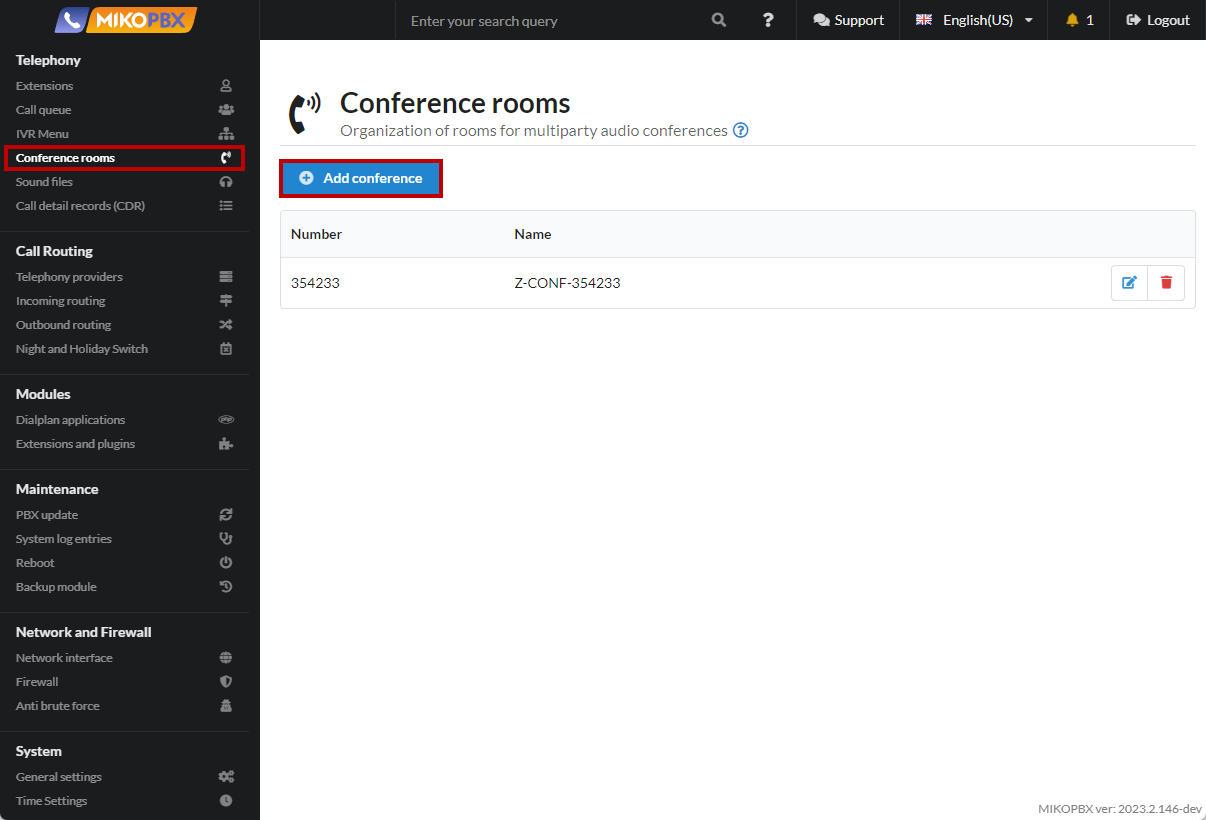 MIKOPBX
Enter your search query
?
Support
English(US)
1
Logout
Telephony
Extensions
Call queue
IVR Menu
Conference rooms
Sound files
Call detail records (CDR)
Call Routing
Telephony providers
Incoming routing
Outbound routing
Night and Holiday Switch
Modules
Dialplan applications
php
Extensions and plugins
Maintenance
PBX update
System log entries
Reboot
Backup module
Network and Firewall
Network interface
Firewall
Anti brute force
System
General settings
Time Settings
Conference rooms
Organization of rooms for multiparty audio conferences ?
Add conference
Number Name
354233 Z-CONF-354233
MIKOPBX ver: 2023.2.146-dev